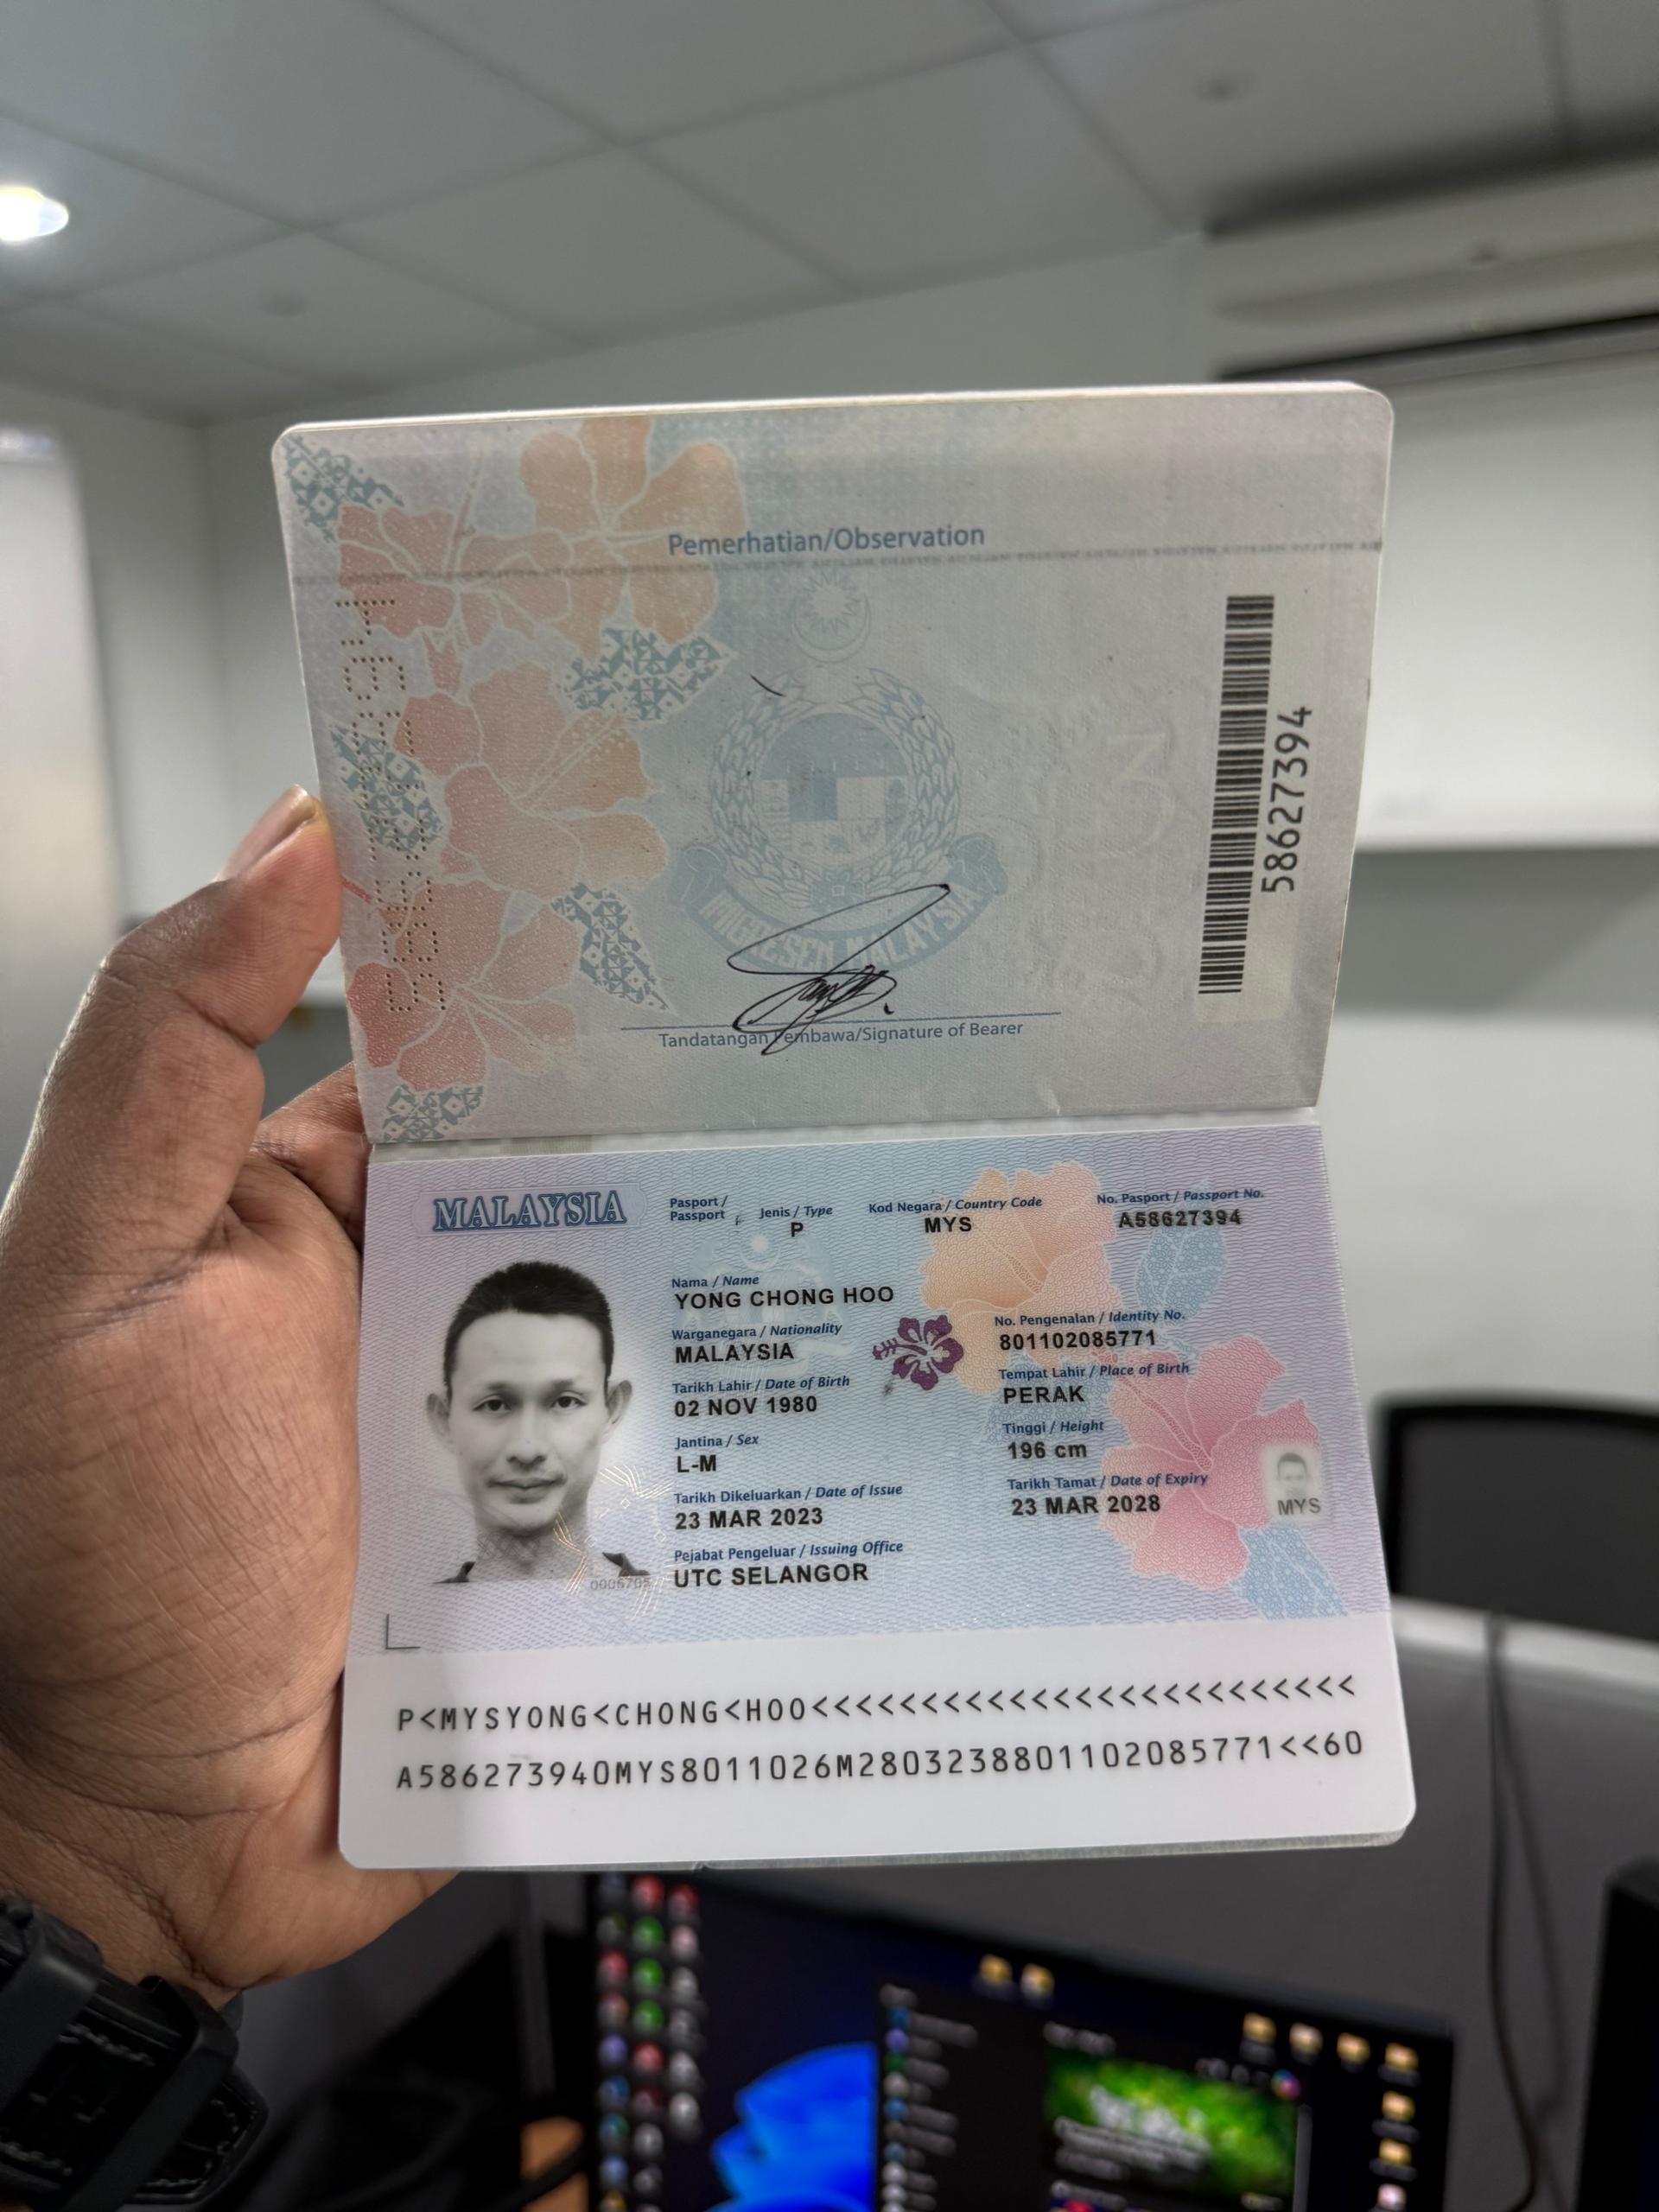 Pemerhatian/Observation
58627394
IMIGRESEN MALAYSIA
Tandatangan Pembawa/Signature of Bearer
MALAYSIA
Pasport / Passport
Jenis / Type
P
Kod Negara / Country Code
MYS
No. Pasport / Passport No.
A58627394
Nama / Name
YONG CHONG HOO
Warganegara / Nationality
MALAYSIA
No. Pengenalan / Identity No.
801102085771
Tarikh Lahir / Date of Birth
02 NOV 1980
Tempat Lahir / Place of Birth
PERAK
Jantina / Sex
L-M
Tinggi / Height
196 cm
Tarikh Dikeluarkan / Date of Issue
23 MAR 2023
Tarikh Tamat / Date of Expiry
23 MAR 2028
MYS
Pejabat Pengeluar / Issuing Office
UTC SELANGOR
P<MYSYONG<CHONG<HOO<<<<<<<<<<<<<<<<<<<<<<<<<
A586273940MYS8011026M2803238801102085771<<60